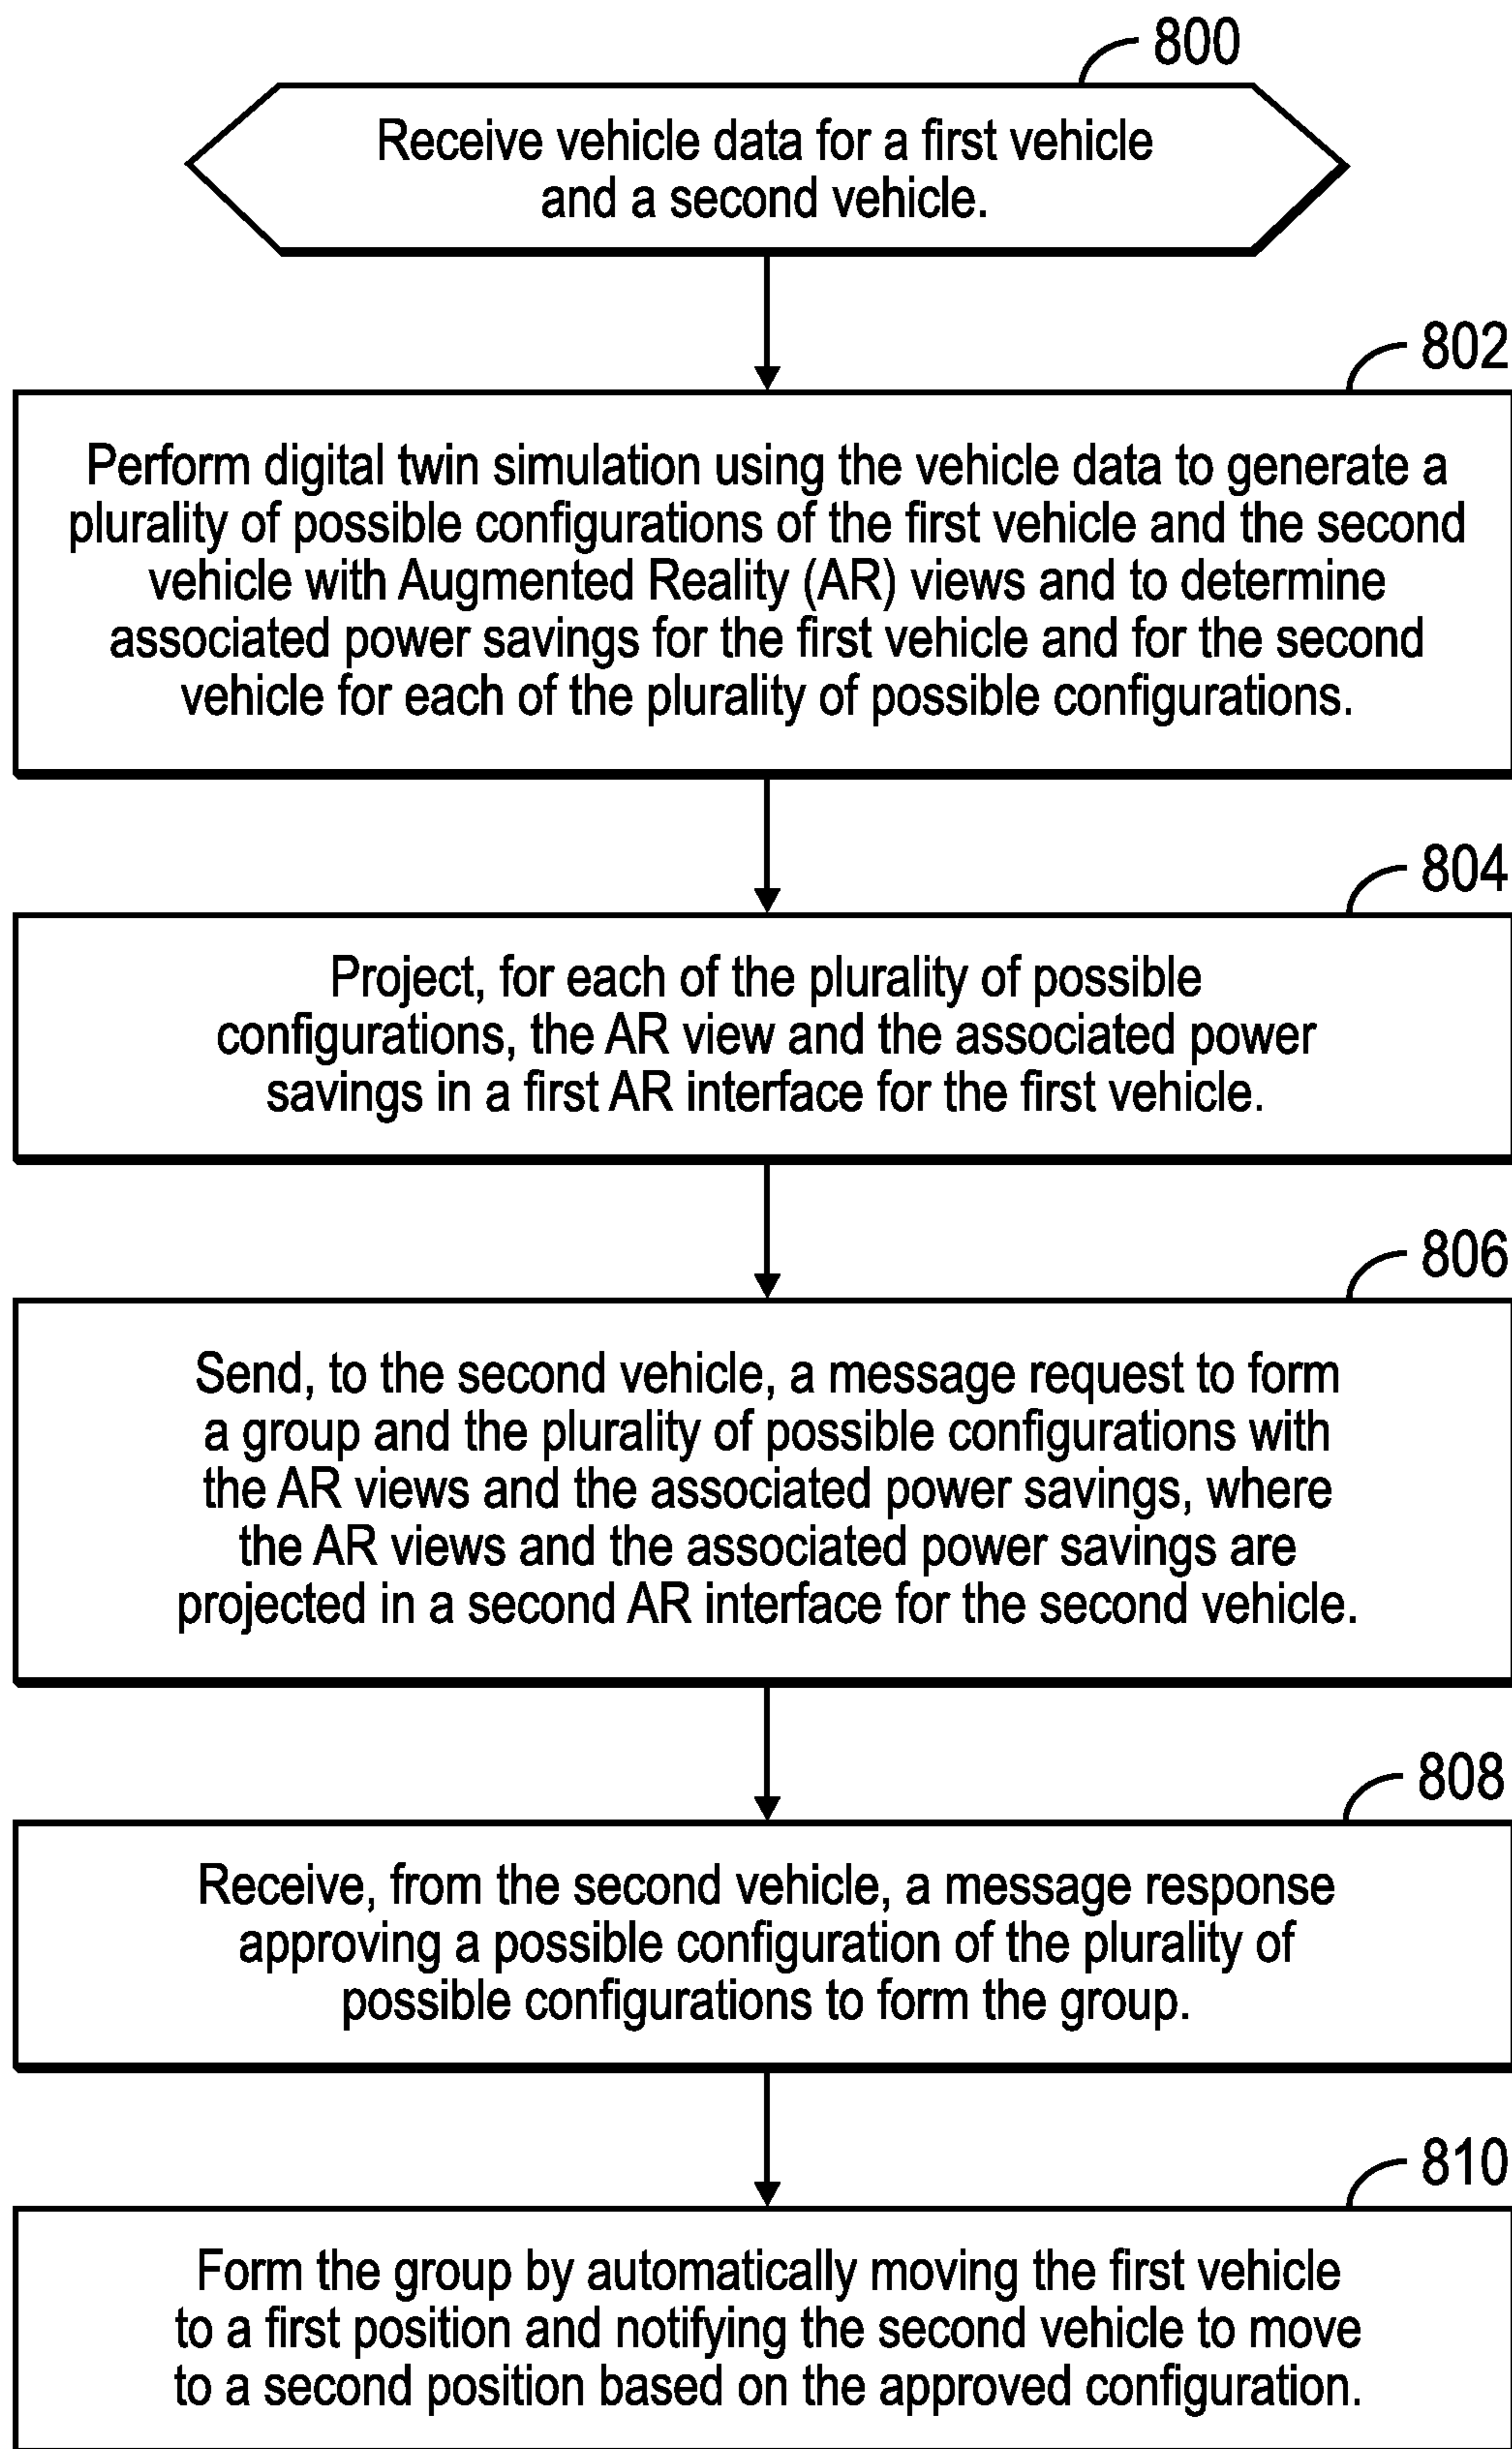 800
Receive vehicle data for a first vehicle
and a second vehicle.
802
Perform digital twin simulation using the vehicle data to generate a
plurality of possible configurations of the first vehicle and the second
vehicle with Augmented Reality (AR) views and to determine
associated power savings for the first vehicle and for the second
vehicle for each of the plurality of possible configurations.
804
Project, for each of the plurality of possible
configurations, the AR view and the associated power
savings in a first AR interface for the first vehicle.
806
Send, to the second vehicle, a message request to form
a group and the plurality of possible configurations with
the AR views and the associated power savings, where
the AR views and the associated power savings are
projected in a second AR interface for the second vehicle.
808
Receive, from the second vehicle, a message response
approving a possible configuration of the plurality of
possible configurations to form the group.
810
Form the group by automatically moving the first vehicle
to a first position and notifying the second vehicle to move
to a second position based on the approved configuration.